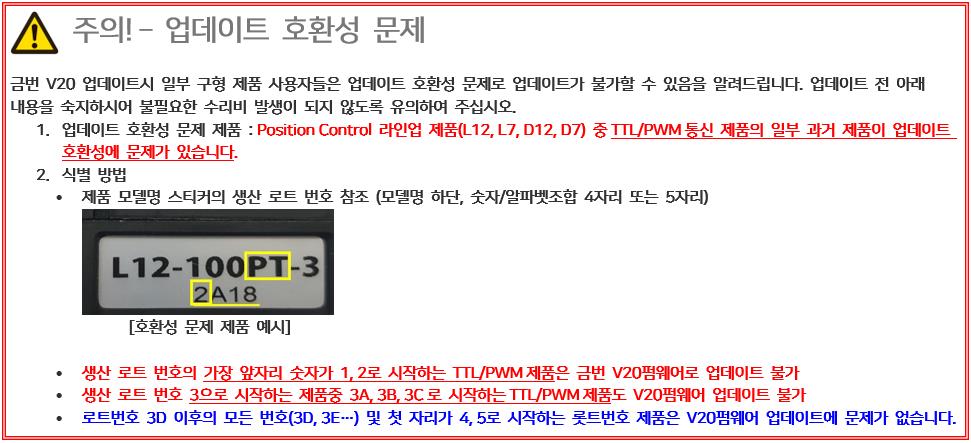 주의! – 업데이트 호환성 문제
금번 V20 업데이트시 일부 구형 제품 사용자들은 업데이트 호환성 문제로 업데이트가 불가할 수 있음을 알려드립니다. 업데이트 전 아래
내용을 숙지하시어 불필요한 수리비 발생이 되지 않도록 유의하여 주십시오.
1. 업데이트 호환성 문제 제품 : Position Control 라인업 제품(L12, L7, D12, D7) 중 TTL/PWM 통신 제품의 일부 과거 제품이 업데이트
호환성에 문제가 있습니다.
2. 식별 방법
• 제품 모델명 스티커의 생산 로트 번호 참조 (모델명 하단, 숫자/알파벳조합 4자리 또는 5자리)
L12-100PT-3
2A18
[호환성 문제 제품 예시]
• 생산 로트 번호의 가장 앞자리 숫자가 1, 2로 시작하는 TTL/PWM 제품은 금번 V20펌웨어로 업데이트 불가
• 생산 로트 번호 3으로 시작하는 제품중 3A, 3B, 3C 로 시작하는 TTL/PWM 제품도 V20펌웨어 업데이트 불가
• 로트번호 3D 이후의 모든 번호(3D, 3E…) 및 첫 자리가 4, 5로 시작하는 롯트번호 제품은 V20펌웨어 업데이트에 문제가 없습니다.